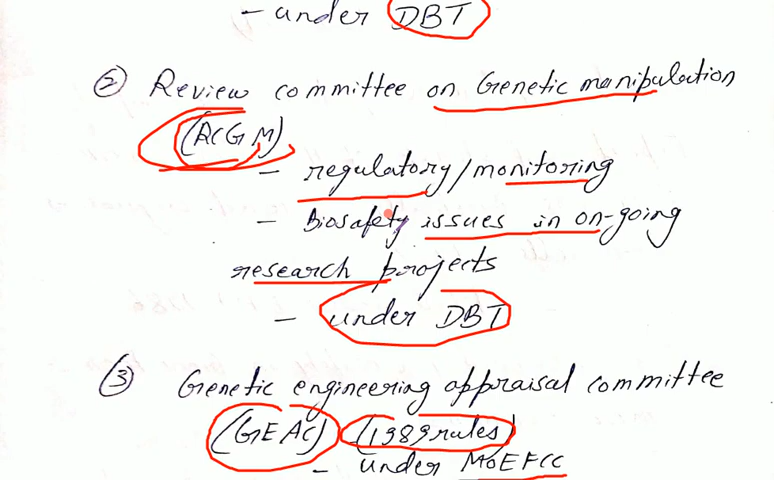 - under DBT
② Review committee on Genetic manipulation
(RCGM)
- regulatory/monitoring
- Biosafety issues in on-going
research projects
- under DBT
③ Genetic engineering appraisal committee
(GEAC) (1989 rules)
- under MoEFCC